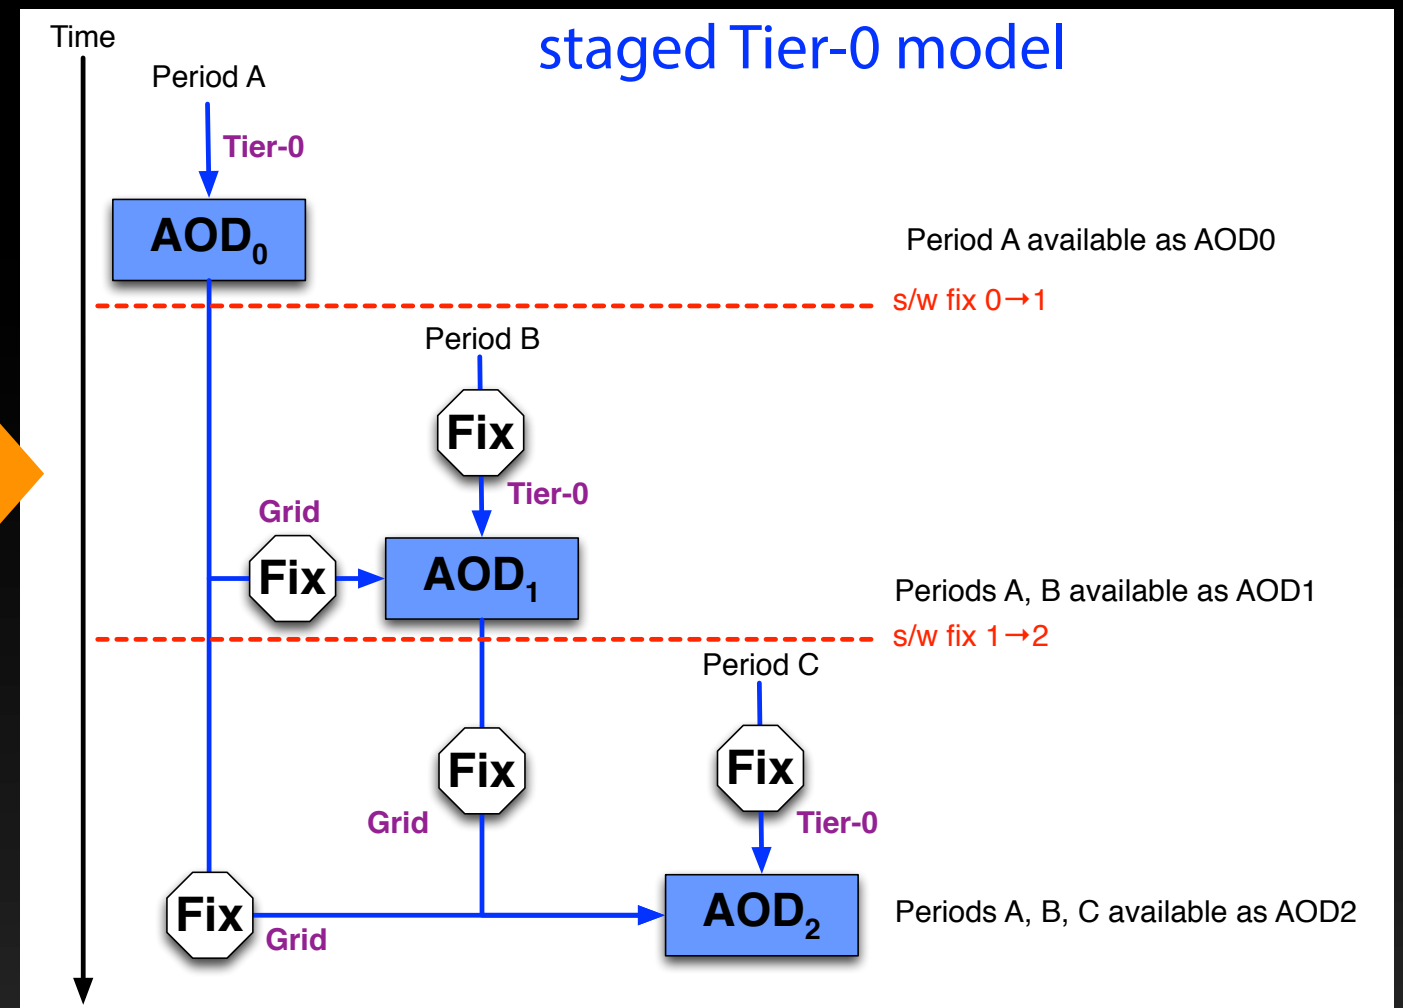 staged Tier-0 model
Time
Period A
Tier-0
AOD0
Period A available as AOD0
s/w fix 0→1
Period B
Fix
Tier-0
Grid
Fix
AOD1
Periods A, B available as AOD1
s/w fix 1→2
Period C
Fix
Fix
Grid
Tier-0
Fix
Grid
AOD2
Periods A, B, C available as AOD2